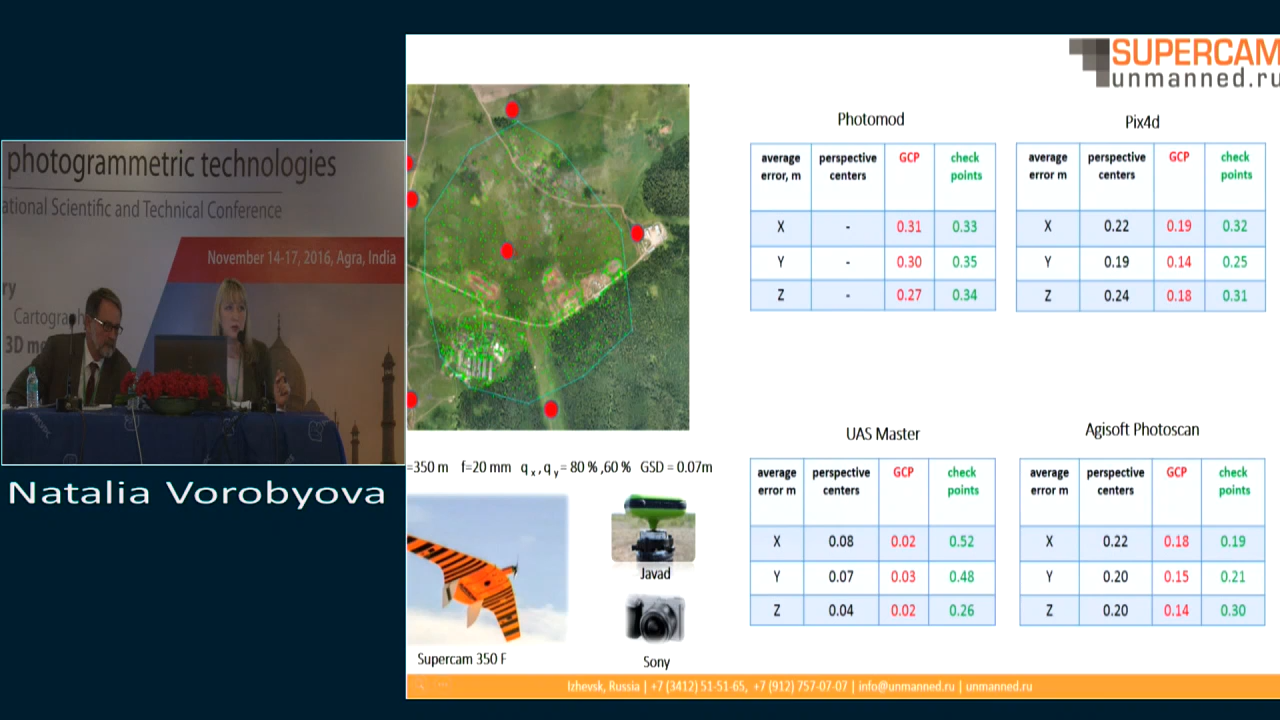 photogrammetric technologies
ational Scientific and Technical Conference
November 14-17, 2016, Agra, India
ry
Cartograph
3D mo
Natalia Vorobyova
SUPERCAM
unmanned.ru
Photomod
average error, m | perspective centers | GCP | check points
X | - | 0.31 | 0.33
Y | - | 0.30 | 0.35
Z | - | 0.27 | 0.34
Pix4d
average error m | perspective centers | GCP | check points
X | 0.22 | 0.19 | 0.32
Y | 0.19 | 0.14 | 0.25
Z | 0.24 | 0.18 | 0.31
UAS Master
average error m | perspective centers | GCP | check points
X | 0.08 | 0.02 | 0.52
Y | 0.07 | 0.03 | 0.48
Z | 0.04 | 0.02 | 0.26
Agisoft Photoscan
average error m | perspective centers | GCP | check points
X | 0.22 | 0.18 | 0.19
Y | 0.20 | 0.15 | 0.21
Z | 0.20 | 0.14 | 0.30
=350 m f=20 mm q x , q y = 80 % ,60 % GSD = 0.07m
Javad
Supercam 350 F
Sony
Izhevsk, Russia | +7 (3412) 51-51-65, +7 (912) 757-07-07 | info@unmanned.ru | unmanned.ru